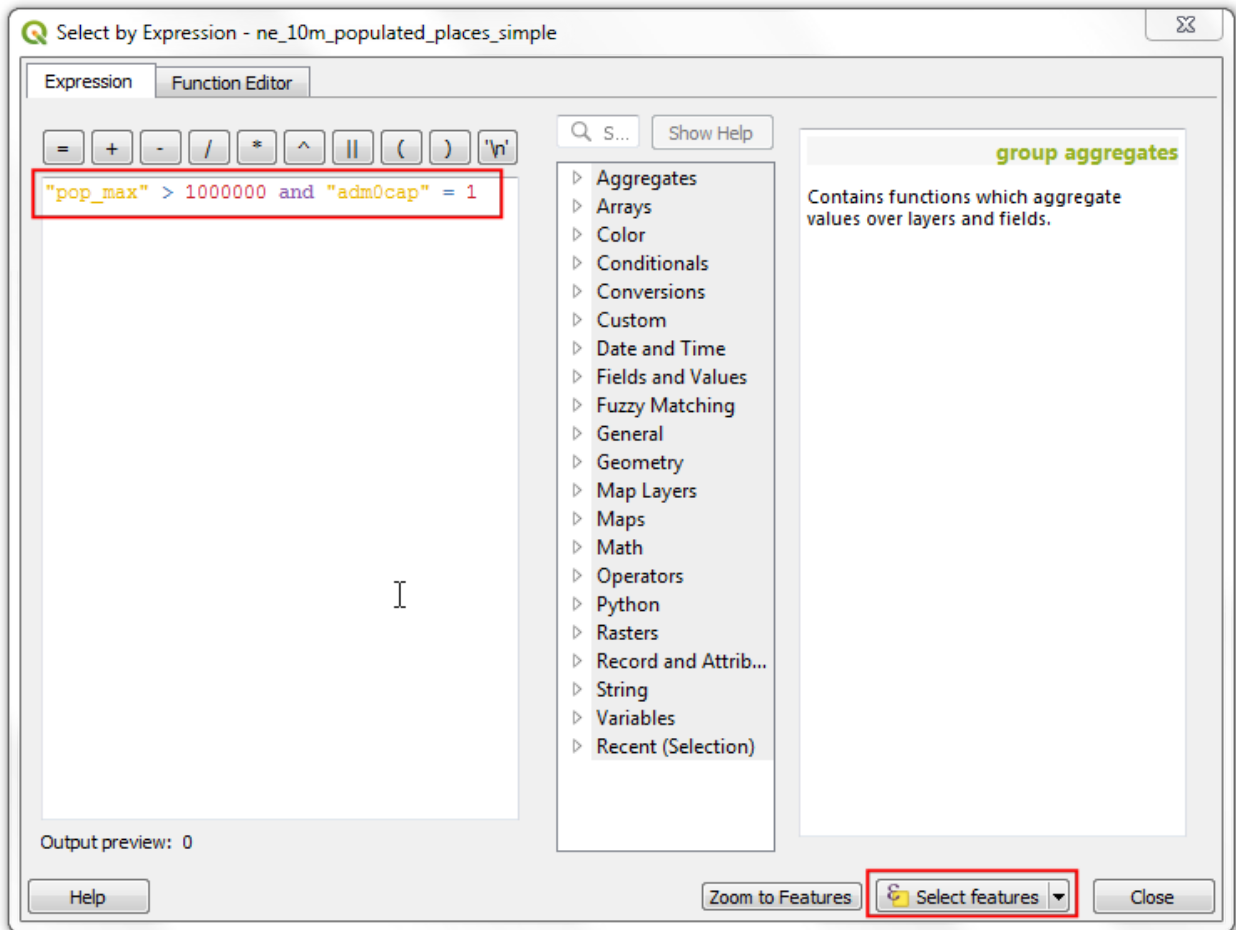 Select by Expression - ne_10m_populated_places_simple
Expression
Function Editor
= + - / * ^ || ( ) '\n'
"pop_max" > 1000000 and "adm0cap" = 1
Output preview: 0
S...
Show Help
Aggregates
Arrays
Color
Conditionals
Conversions
Custom
Date and Time
Fields and Values
Fuzzy Matching
General
Geometry
Map Layers
Maps
Math
Operators
Python
Rasters
Record and Attrib...
String
Variables
Recent (Selection)
group aggregates
Contains functions which aggregate
values over layers and fields.
Help
Zoom to Features
Select features
Close